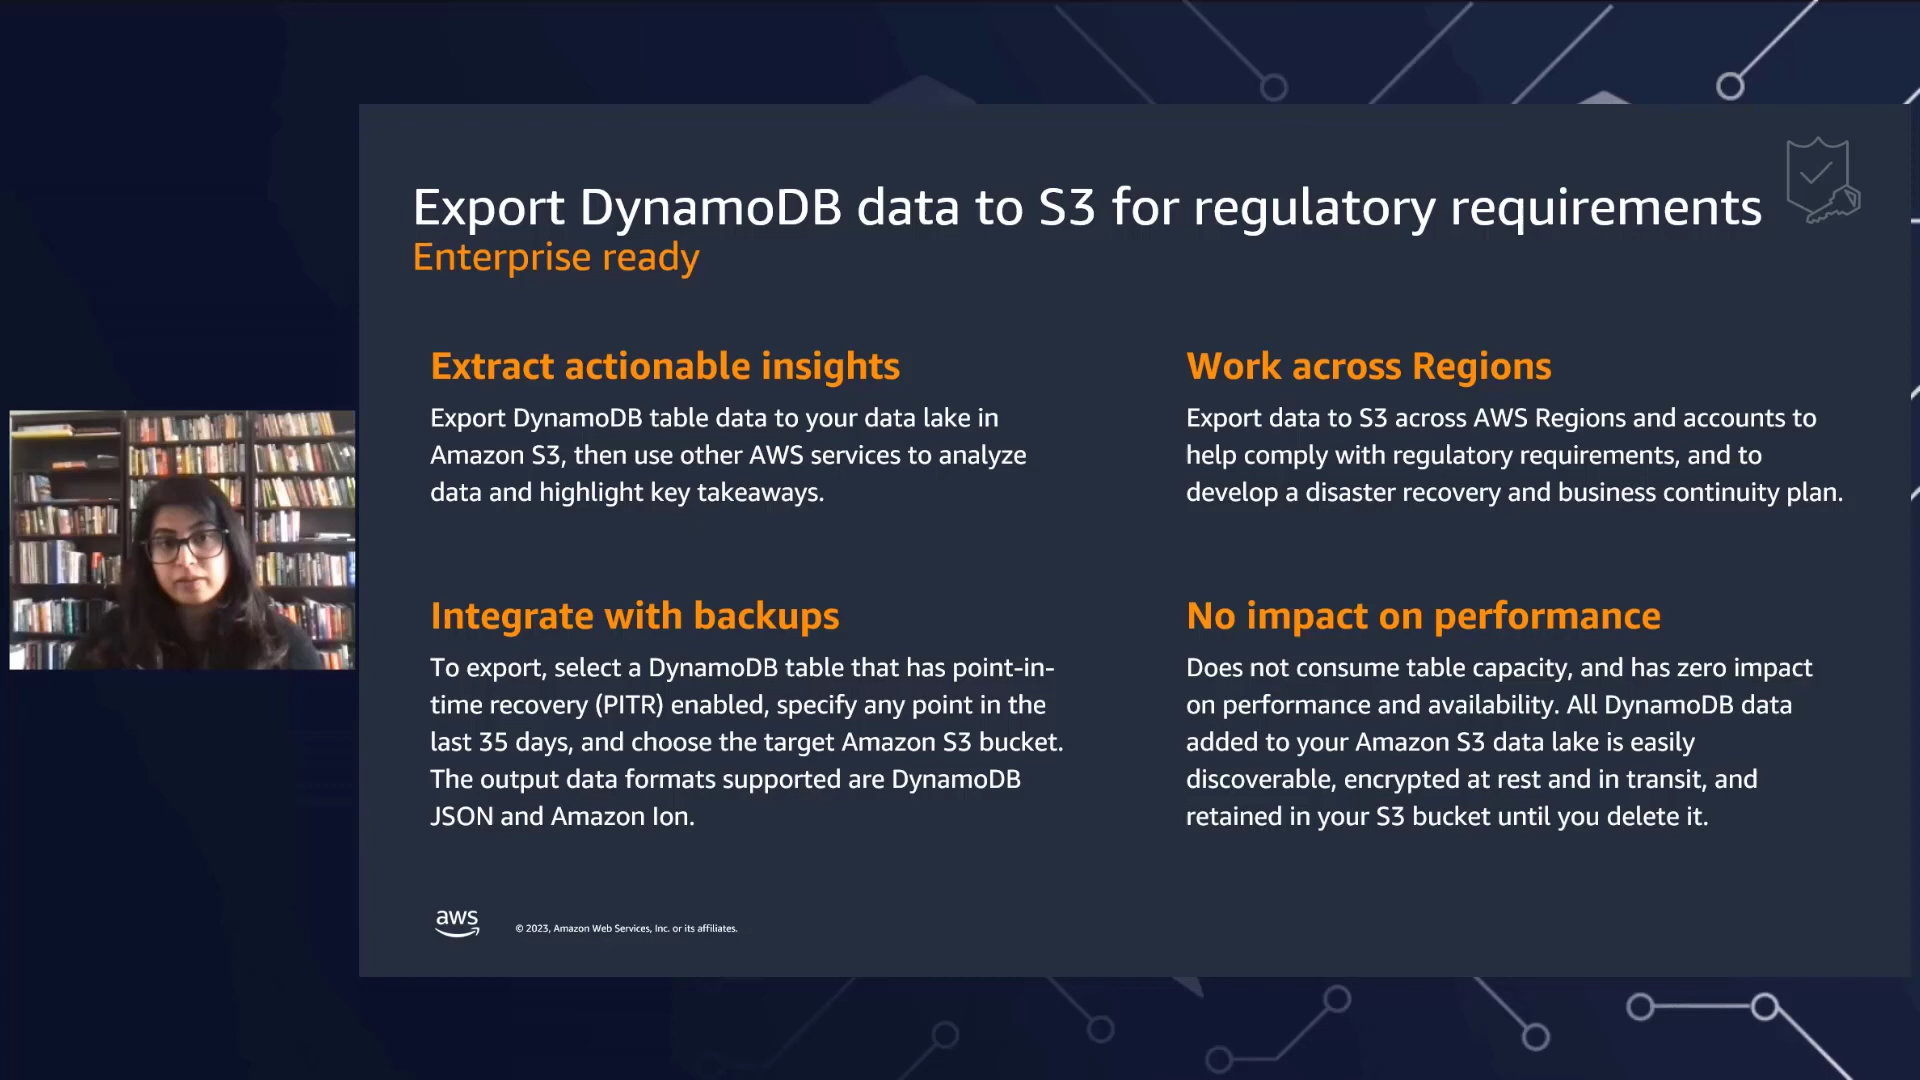 Export DynamoDB data to S3 for regulatory requirements
Enterprise ready
Extract actionable insights
Export DynamoDB table data to your data lake in
Amazon S3, then use other AWS services to analyze
data and highlight key takeaways.
Work across Regions
Export data to S3 across AWS Regions and accounts to
help comply with regulatory requirements, and to
develop a disaster recovery and business continuity plan.
Integrate with backups
To export, select a DynamoDB table that has point-in-
time recovery (PITR) enabled, specify any point in the
last 35 days, and choose the target Amazon S3 bucket.
The output data formats supported are DynamoDB
JSON and Amazon Ion.
No impact on performance
Does not consume table capacity, and has zero impact
on performance and availability. All DynamoDB data
added to your Amazon S3 data lake is easily
discoverable, encrypted at rest and in transit, and
retained in your S3 bucket until you delete it.
aws
© 2023, Amazon Web Services, Inc. or its affiliates.